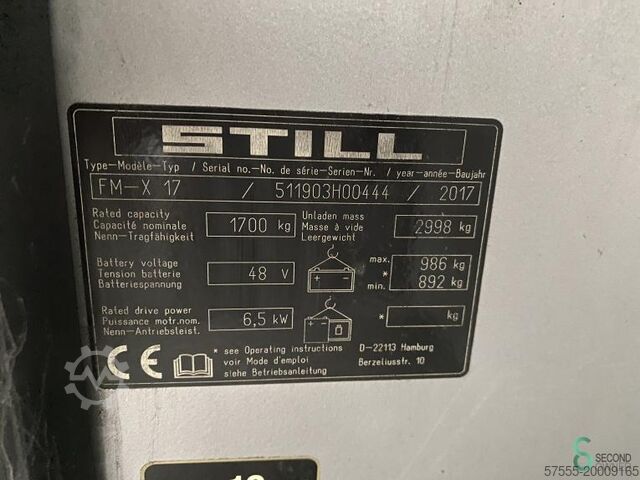 STILL
Type-Modèle-Typ / Serial no.-No. de série-Serien-Nr. / year-année-Baujahr
FM-X 17 / 511903H00444 / 2017
Rated capacity
Capacité nominale
Nenn-Tragfähigkeit
1700 kg
Unladen mass
Masse à vide
Leergewicht
2998 kg
Battery voltage
Tension batterie
Batteriespannung
48 V
max. 986 kg
*
min. 892 kg
Rated drive power
Puissance motr.nom.
Nenn-Antriebsleist.
6,5 kW
* kg
CE
* see Operating instructions
voir Mode d'emploi
siehe Betriebsanleitung
D-22113 Hamburg
Berzeliusstr. 10
SECOND
57555-20009165